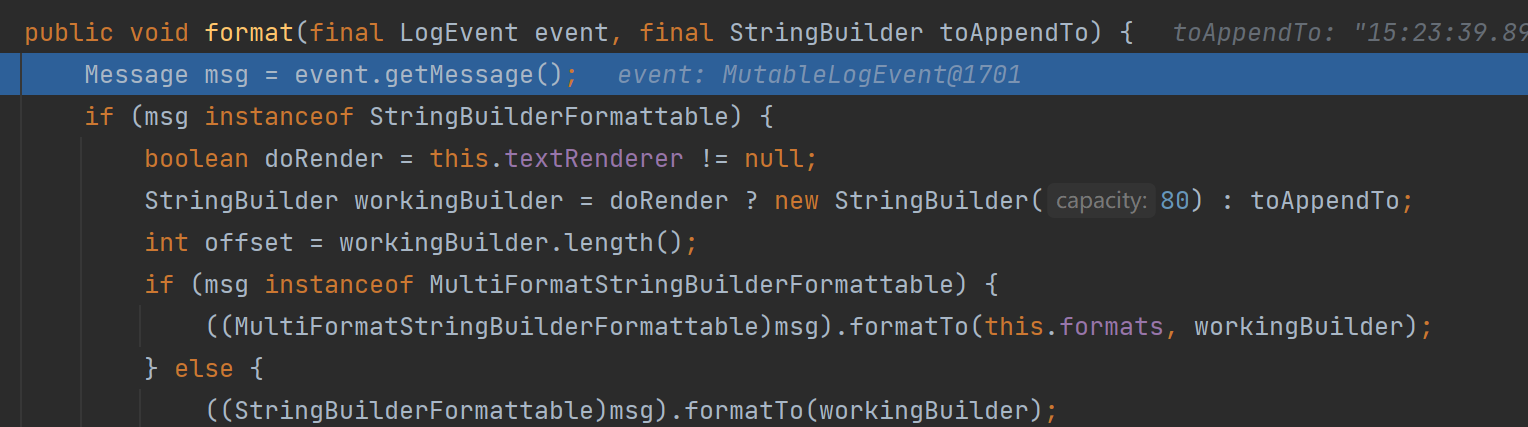 public void format(final LogEvent event, final StringBuilder toAppendTo) { toAppendTo: "15:23:39.89
Message msg = event.getMessage(); event: MutableLogEvent@1701
if (msg instanceof StringBuilderFormattable) {
boolean doRender = this.textRenderer != null;
StringBuilder workingBuilder = doRender ? new StringBuilder( capacity: 80) : toAppendTo;
int offset = workingBuilder.length();
if (msg instanceof MultiFormatStringBuilderFormattable) {
((MultiFormatStringBuilderFormattable)msg).formatTo(this.formats, workingBuilder);
} else {
((StringBuilderFormattable)msg).formatTo(workingBuilder);